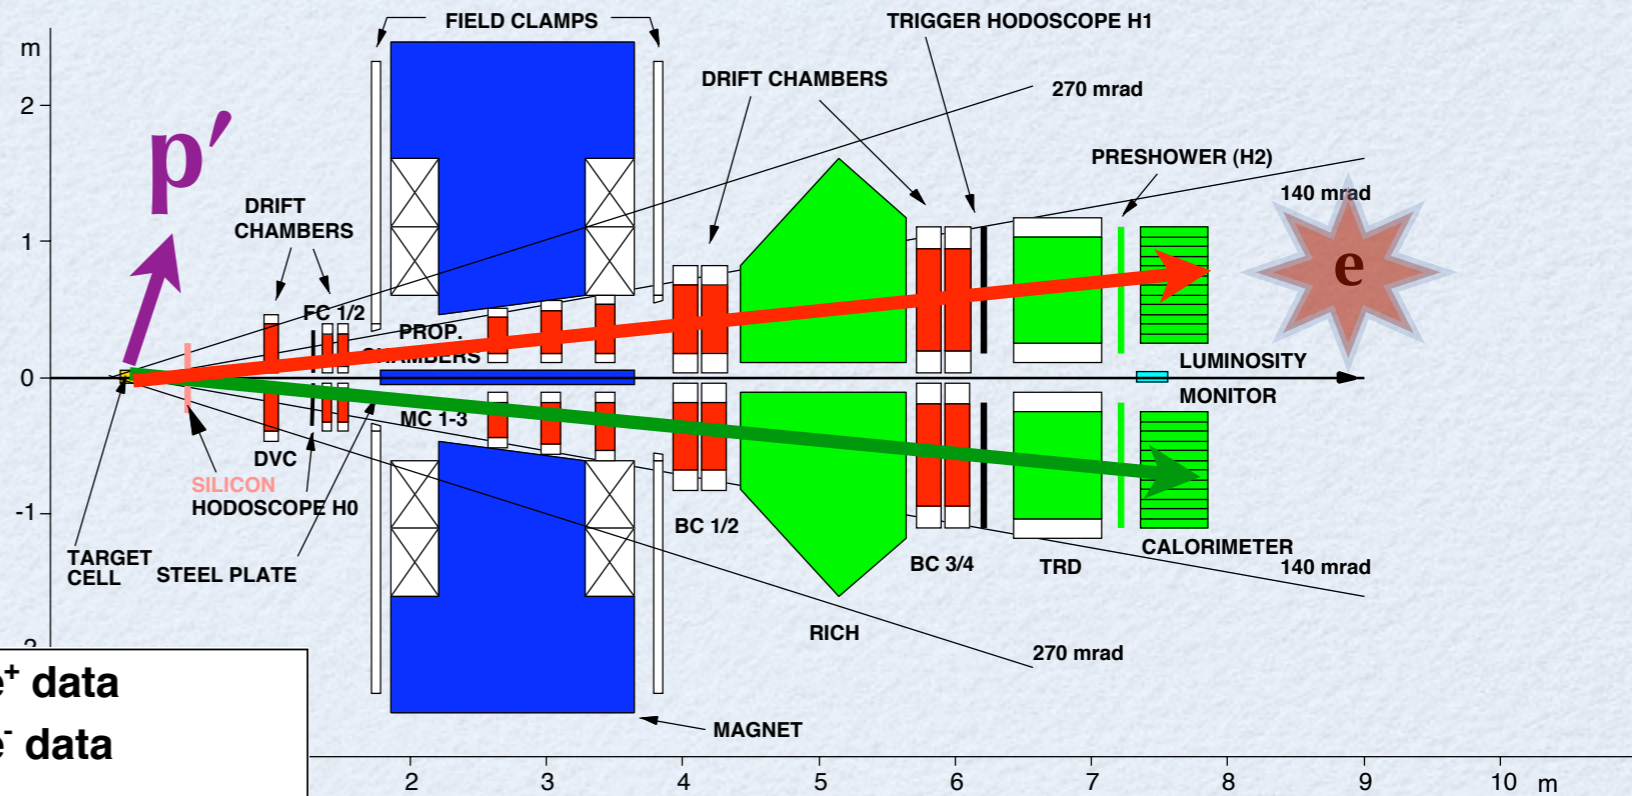 FIELD CLAMPS
TRIGGER HODOSCOPE H1
m
DRIFT CHAMBERS
270 mrad
2
p′
PRESHOWER (H2)
140 mrad
DRIFT
CHAMBERS
1
e
FC 1/2
PROP.
CHAMBERS
LUMINOSITY
0
MONITOR
MC 1-3
DVC
SILICON
HODOSCOPE H0
-1
BC 1/2
TARGET
CELL
STEEL PLATE
BC 3/4
TRD
CALORIMETER
140 mrad
RICH
270 mrad
e⁺ data
MAGNET
e⁻ data
2 3 4 5 6 7 8 9 10 m